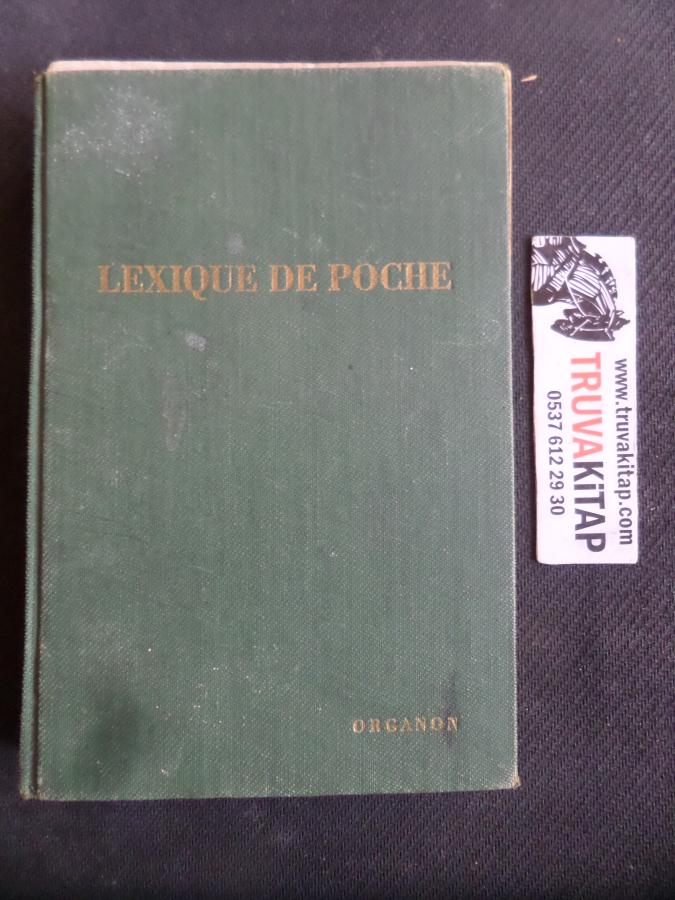 LEXIQUE DE POCHE
ORGANON
www.truvakitap.com
TRUVAKiTAP
0537 612 29 30